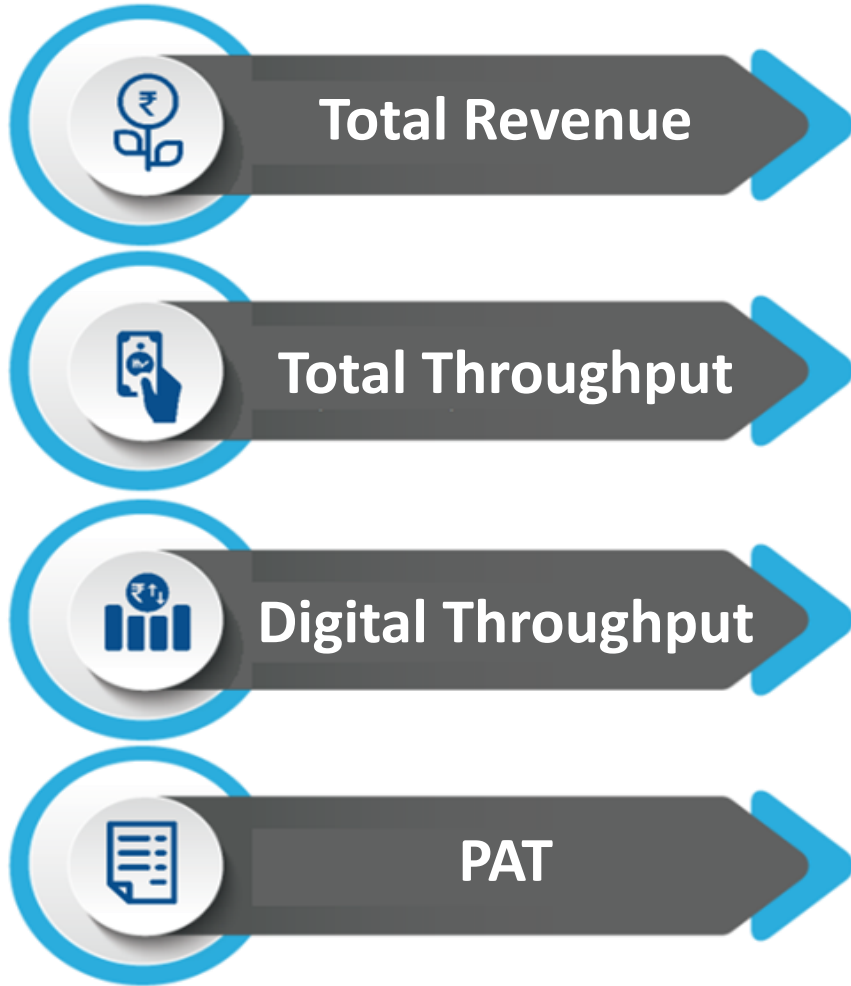 ₹
Total Revenue
Total Throughput
₹
Digital Throughput
PAT